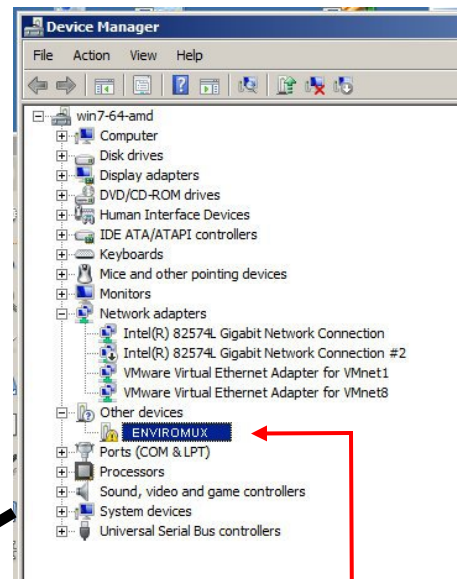 Device Manager
File Action View Help
win7-64-amd
Computer
Disk drives
Display adapters
DVD/CD-ROM drives
Human Interface Devices
IDE ATA/ATAPI controllers
Keyboards
Mice and other pointing devices
Monitors
Network adapters
Intel(R) 82574L Gigabit Network Connection
Intel(R) 82574L Gigabit Network Connection #2
VMware Virtual Ethernet Adapter for VMnet1
VMware Virtual Ethernet Adapter for VMnet8
Other devices
ENVIROMUX
Ports (COM & LPT)
Processors
Sound, video and game controllers
System devices
Universal Serial Bus controllers